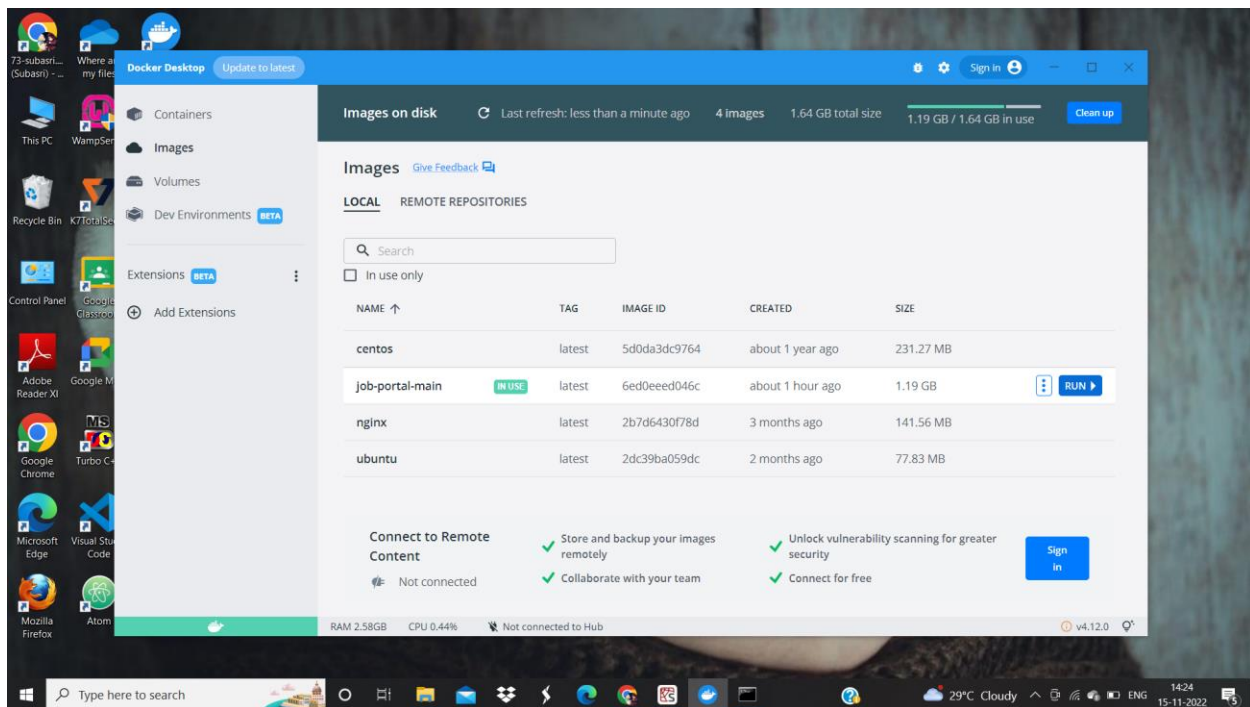 73-subasri...
(Subasri) - ...
Where a
my files
Docker Desktop
Update to latest
Sign in
This PC
WampSer
Recycle Bin
K7TotalSe
Control Panel
Google
Classroo
Adobe
Reader XI
Google M
Google
Chrome
MS
Turbo C+
Microsoft
Edge
Visual Stu
Code
Mozilla
Firefox
Atom
Containers
Images
Volumes
Dev Environments BETA
Extensions BETA
Add Extensions
Images on disk
Last refresh: less than a minute ago
4 images
1.64 GB total size
1.19 GB / 1.64 GB in use
Clean up
Images Give Feedback
LOCAL REMOTE REPOSITORIES
Search
In use only
NAME TAG IMAGE ID CREATED SIZE
centos latest 5d0da3dc9764 about 1 year ago 231.27 MB
job-portal-main IN USE latest 6ed0eeed046c about 1 hour ago 1.19 GB RUN
nginx latest 2b7d6430f78d 3 months ago 141.56 MB
ubuntu latest 2dc39ba059dc 2 months ago 77.83 MB
Connect to Remote
Content
Not connected
Store and backup your images
remotely
Collaborate with your team
Unlock vulnerability scanning for greater
security
Connect for free
Sign
in
RAM 2.58GB CPU 0.44% Not connected to Hub v4.12.0
Type here to search
29°C Cloudy
ENG
14:24
15-11-2022
5